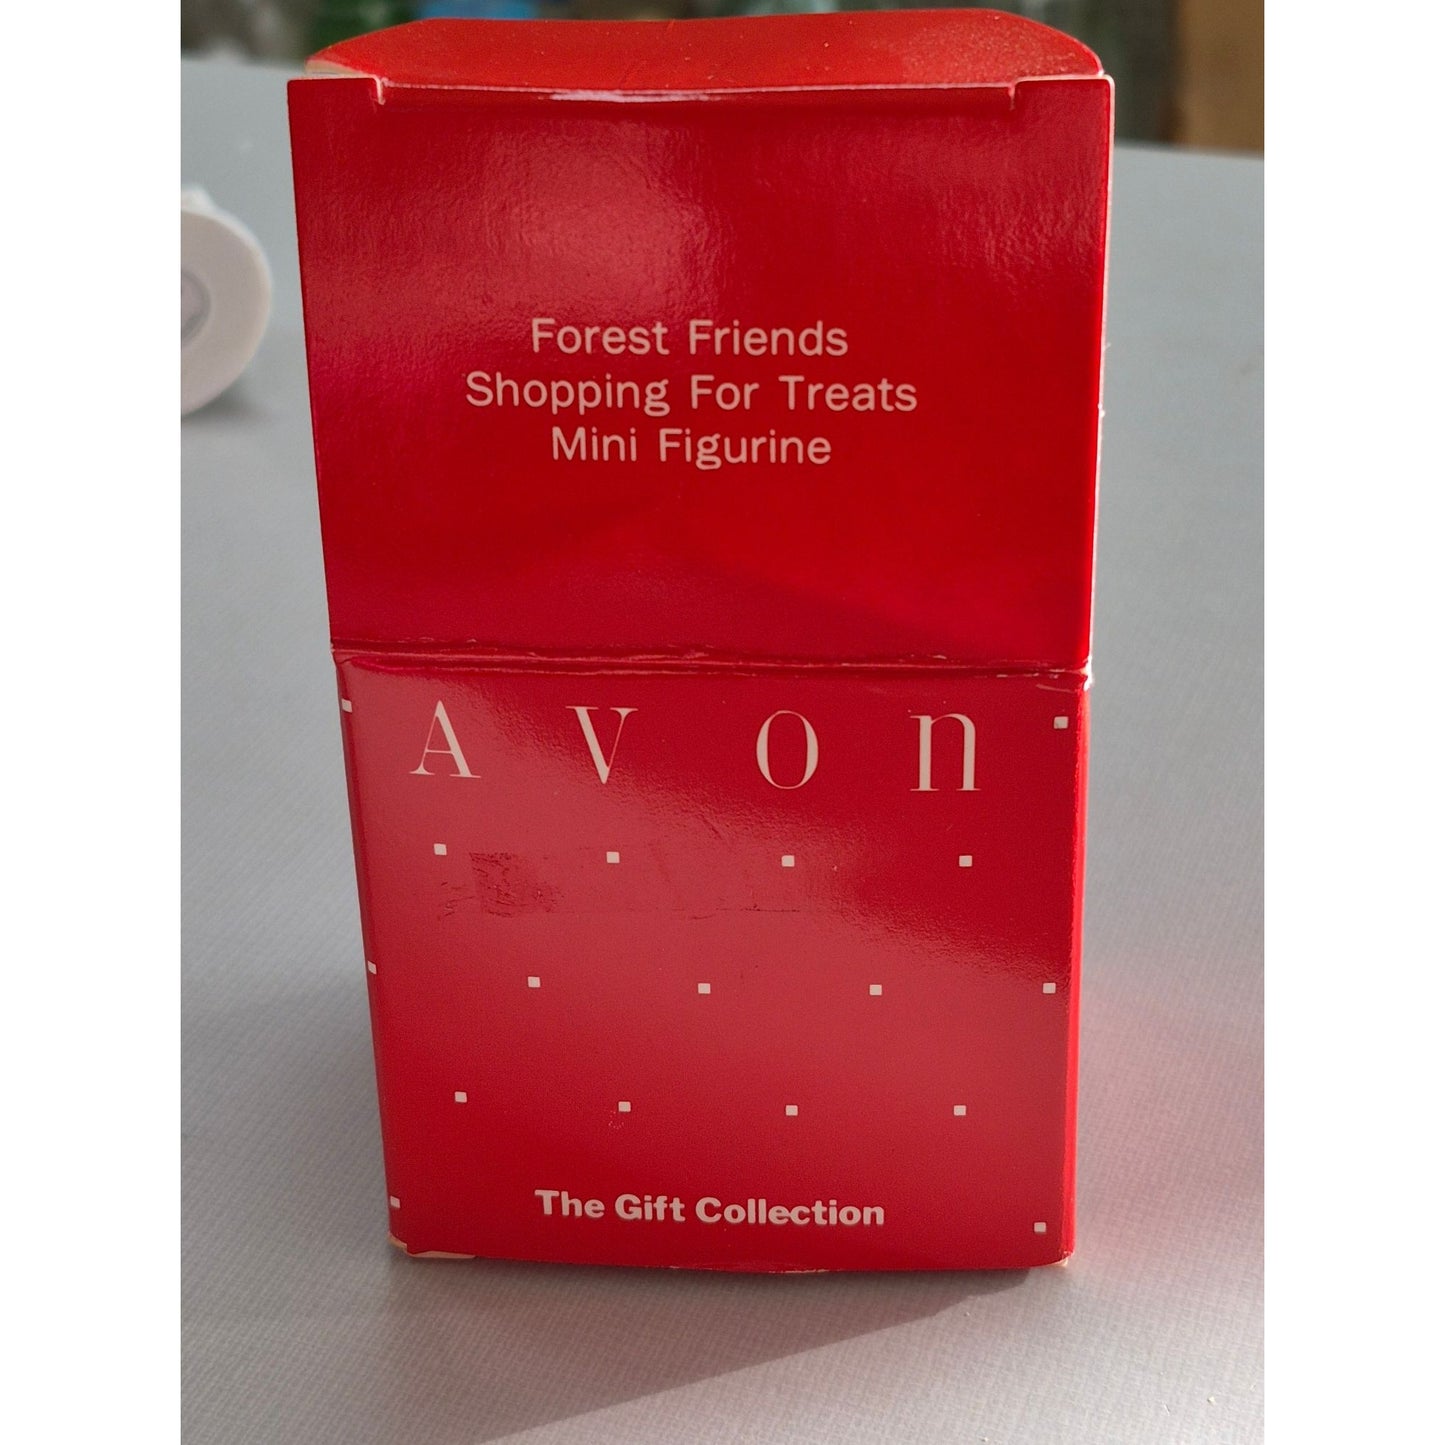 Forest Friends
Shopping For Treats
Mini Figurine
Avon
The Gift Collection